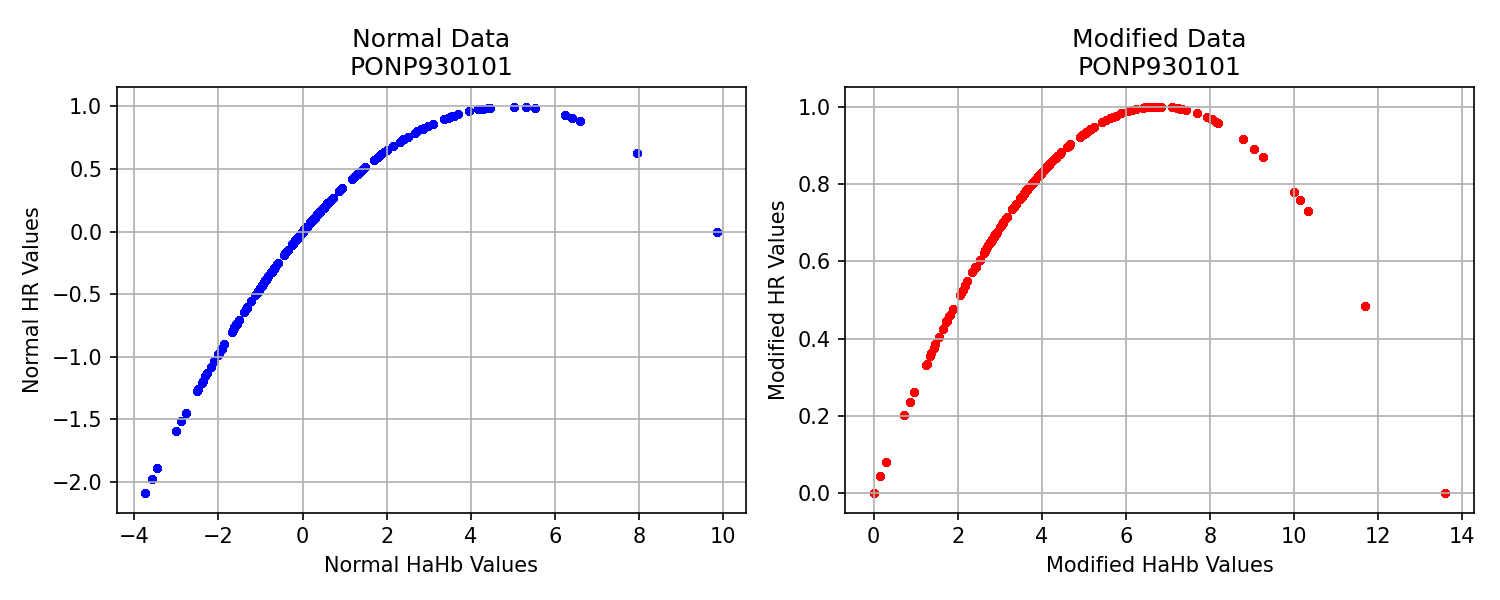 Normal Data
PONP930101
Normal HR Values
1.0
0.5
0.0
−0.5
−1.0
−1.5
−2.0
−4 −2 0 2 4 6 8 10
Normal HaHb Values
Modified Data
PONP930101
Modified HR Values
1.0
0.8
0.6
0.4
0.2
0.0
0 2 4 6 8 10 12 14
Modified HaHb Values